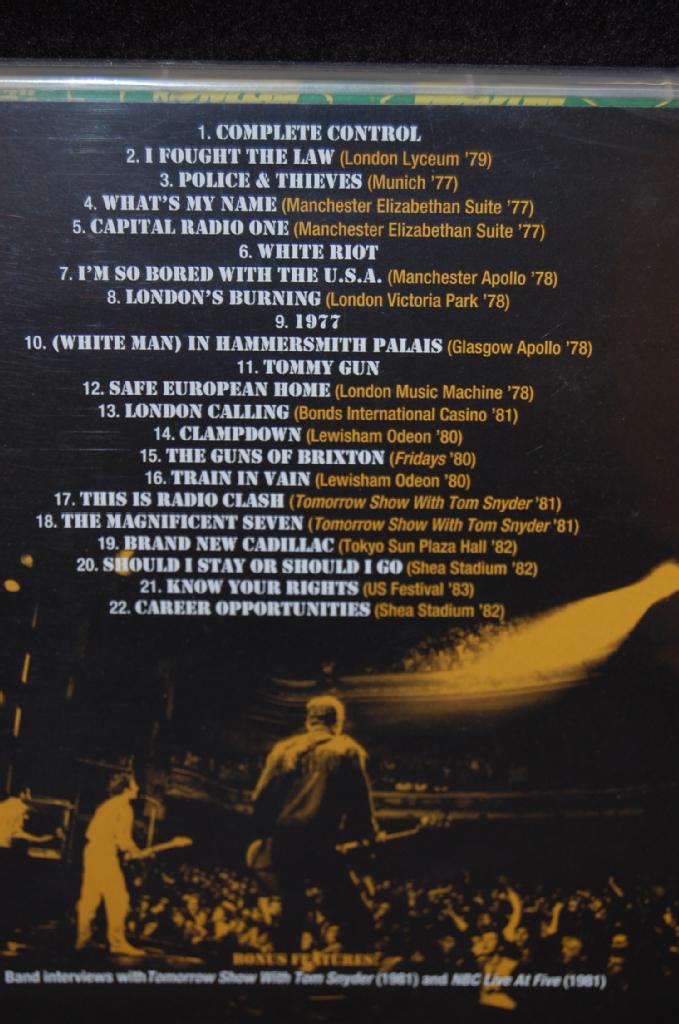 1. COMPLETE CONTROL
2. I FOUGHT THE LAW (London Lyceum '79)
3. POLICE & THIEVES (Munich '77)
4. WHAT'S MY NAME (Manchester Elizabethan Suite '77)
5. CAPITAL RADIO ONE (Manchester Elizabethan Suite '77)
6. WHITE RIOT
7. I'M SO BORED WITH THE U.S.A. (Manchester Apollo '78)
8. LONDON'S BURNING (London Victoria Park '78)
9. 1977
10. (WHITE MAN) IN HAMMERSMITH PALAIS (Glasgow Apollo '78)
11. TOMMY GUN
12. SAFE EUROPEAN HOME (London Music Machine '78)
13. LONDON CALLING (Bonds International Casino '81)
14. CLAMPDOWN (Lewisham Odeon '80)
15. THE GUNS OF BRIXTON (Fridays '80)
16. TRAIN IN VAIN (Lewisham Odeon '80)
17. THIS IS RADIO CLASH (Tomorrow Show With Tom Snyder '81)
18. THE MAGNIFICENT SEVEN (Tomorrow Show With Tom Snyder '81)
19. BRAND NEW CADILLAC (Tokyo Sun Plaza Hall '82)
20. SHOULD I STAY OR SHOULD I GO (Shea Stadium '82)
21. KNOW YOUR RIGHTS (US Festival '83)
22. CAREER OPPORTUNITIES (Shea Stadium '82)
BONUS FEATURES
Band interviews with Tomorrow Show With Tom Snyder (1981) and NBC Live At Five (1981)